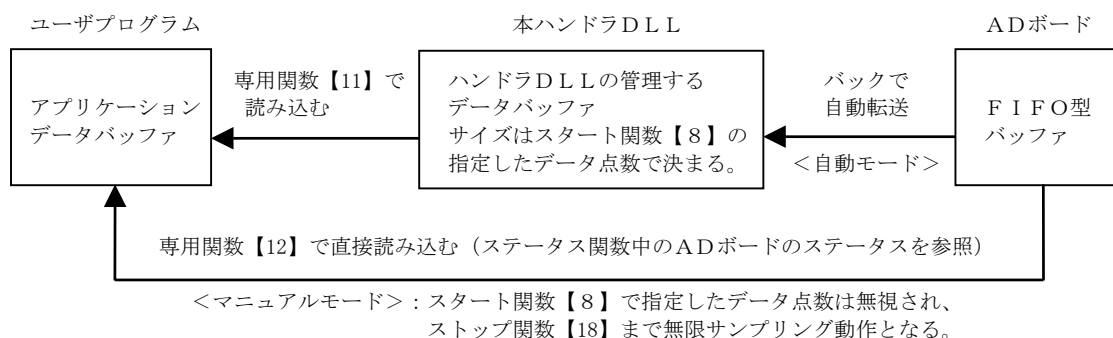 ユーザプログラム
本ハンドラDLL
ADボード
アプリケーション
データバッファ
専用関数【11】で
読み込む
ハンドラDLLの管理する
データバッファ
サイズはスタート関数【8】の
指定したデータ点数で決まる。
バックで
自動転送
<自動モード>
FIFO型
バッファ
専用関数【12】で直接読み込む(ステータス関数中のADボードのステータスを参照)
<マニュアルモード>:スタート関数【8】で指定したデータ点数は無視され、
ストップ関数【18】まで無限サンプリング動作となる。